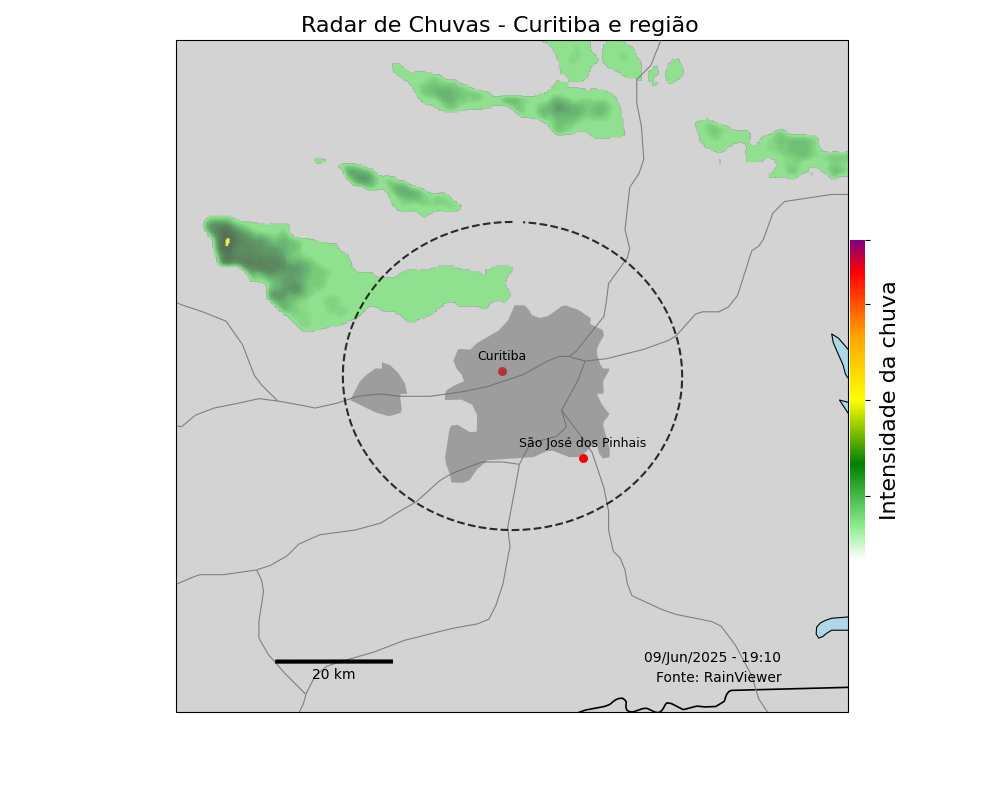 Radar de Chuvas - Curitiba e região
Curitiba
São José dos Pinhais
Intensidade da chuva
09/Jun/2025 - 19:10
Fonte: RainViewer
20 km